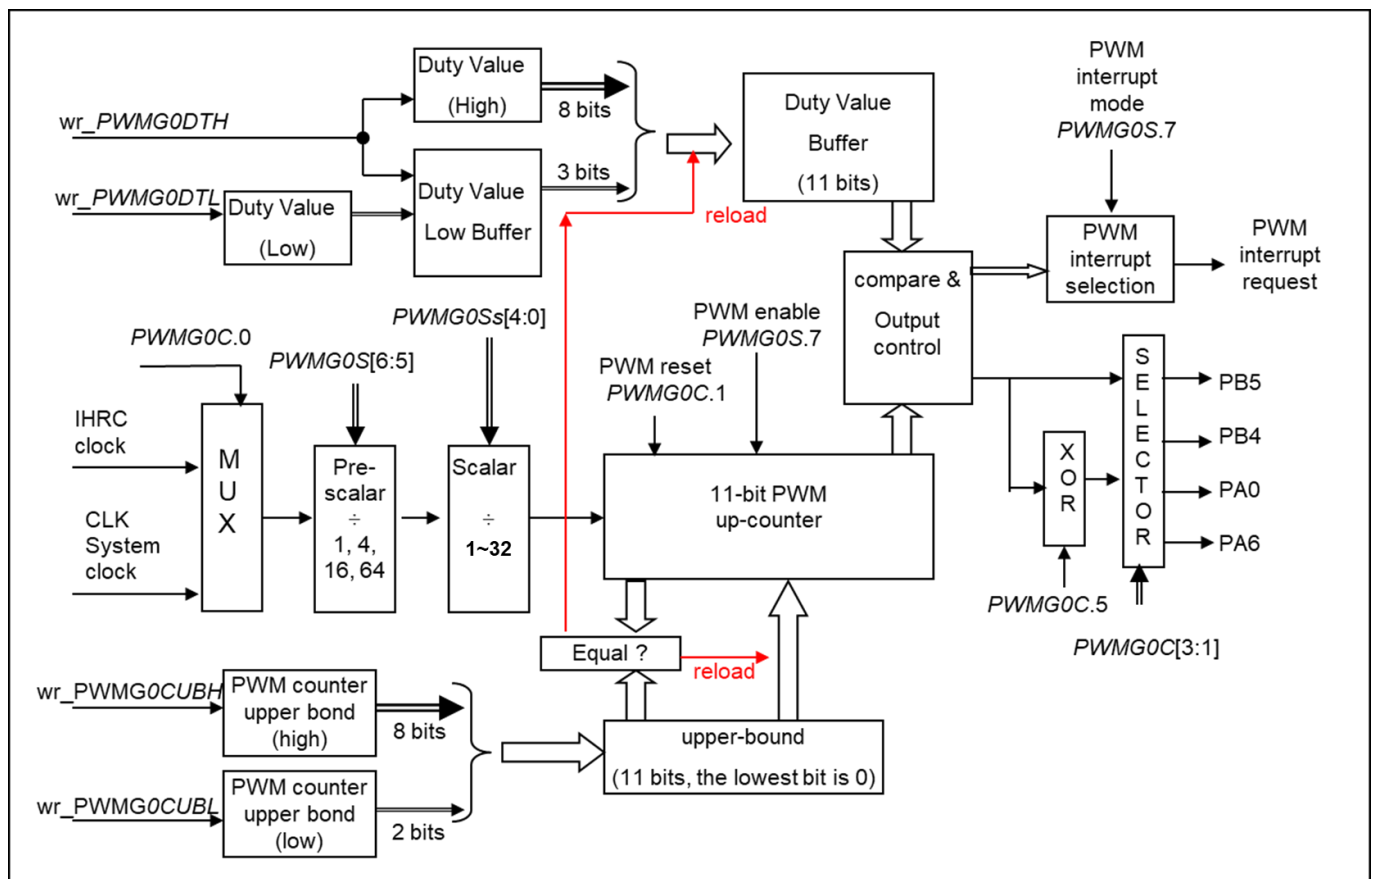 wr_PWMG0DTH
wr_PWMG0DTL
Duty Value
(Low)
Duty Value
(High)
8 bits
Duty Value
Low Buffer
3 bits
reload
Duty Value
Buffer
(11 bits)
PWM
interrupt
mode
PWMG0S.7
PWM
interrupt
selection
PWM
interrupt
request
compare &
Output
control
PWMG0C.0
PWMG0S[6:5]
PWMG0Ss[4:0]
PWM reset
PWMG0C.1
PWM enable
PWMG0S.7
IHRC
clock
CLK
System
clock
M
U
X
Pre-
scalar
÷
1, 4,
16, 64
Scalar
÷
1~32
11-bit PWM
up-counter
X
O
R
PWMG0C.5
S
E
L
E
C
T
O
R
PWMG0C[3:1]
PB5
PB4
PA0
PA6
Equal ?
reload
wr_PWMG0CUBH
PWM counter
upper bond
(high)
8 bits
wr_PWMG0CUBL
PWM counter
upper bond
(low)
2 bits
upper-bound
(11 bits, the lowest bit is 0)